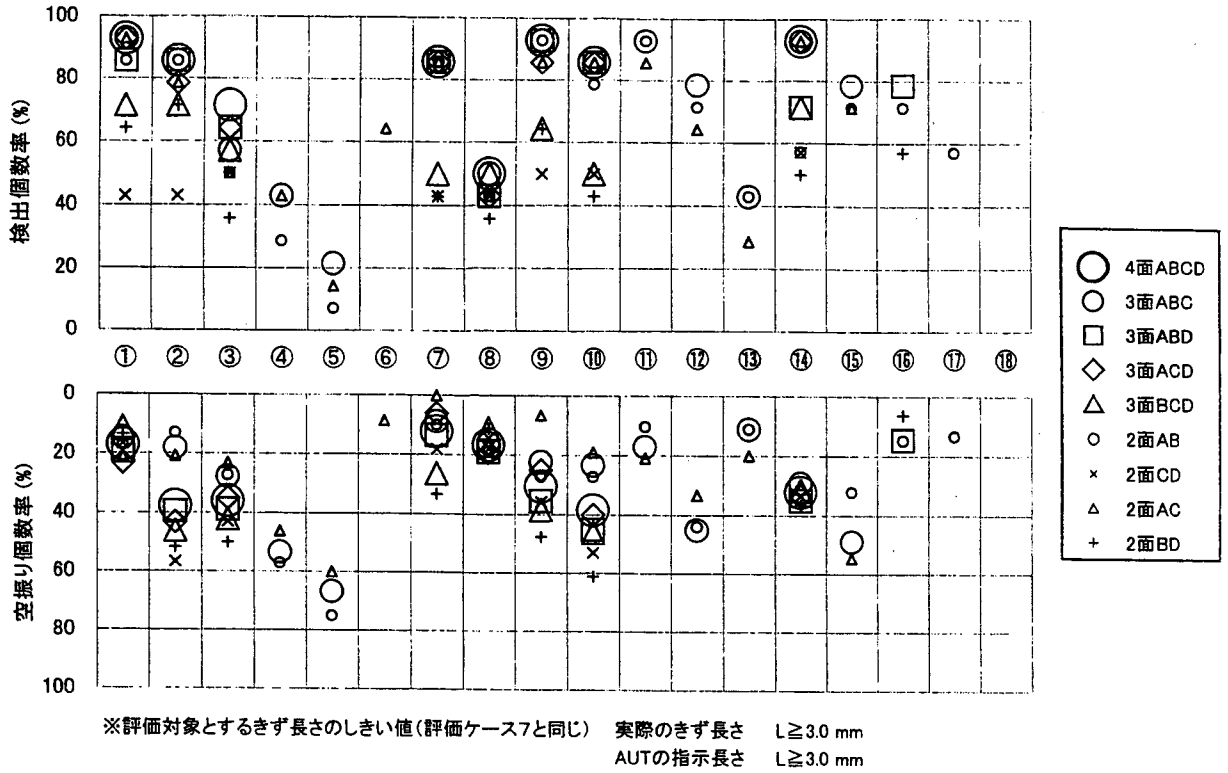 100
80
60
40
20
0
検出個数率(%)
① ② ③ ④ ⑤ ⑥ ⑦ ⑧ ⑨ ⑩ ⑪ ⑫ ⑬ ⑭ ⑮ ⑯ ⑰ ⑱
0
20
40
60
80
100
空振り個数率(%)
4面ABCD
3面ABC
3面ABD
3面ACD
3面BCD
2面AB
2面CD
2面AC
2面BD
※評価対象とするきず長さのしきい値(評価ケース7と同じ) 実際のきず長さ L≧3.0 mm
AUTの指示長さ L≧3.0 mm